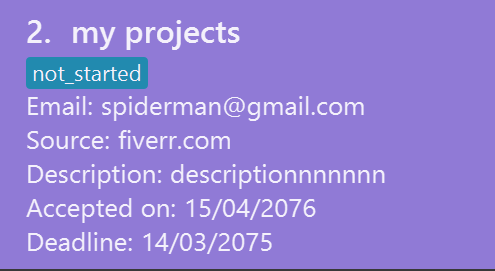 2. my projects
not_started
Email: spiderman@gmail.com
Source: fiverr.com
Description: descriptionnnnnnn
Accepted on: 15/04/2076
Deadline: 14/03/2075